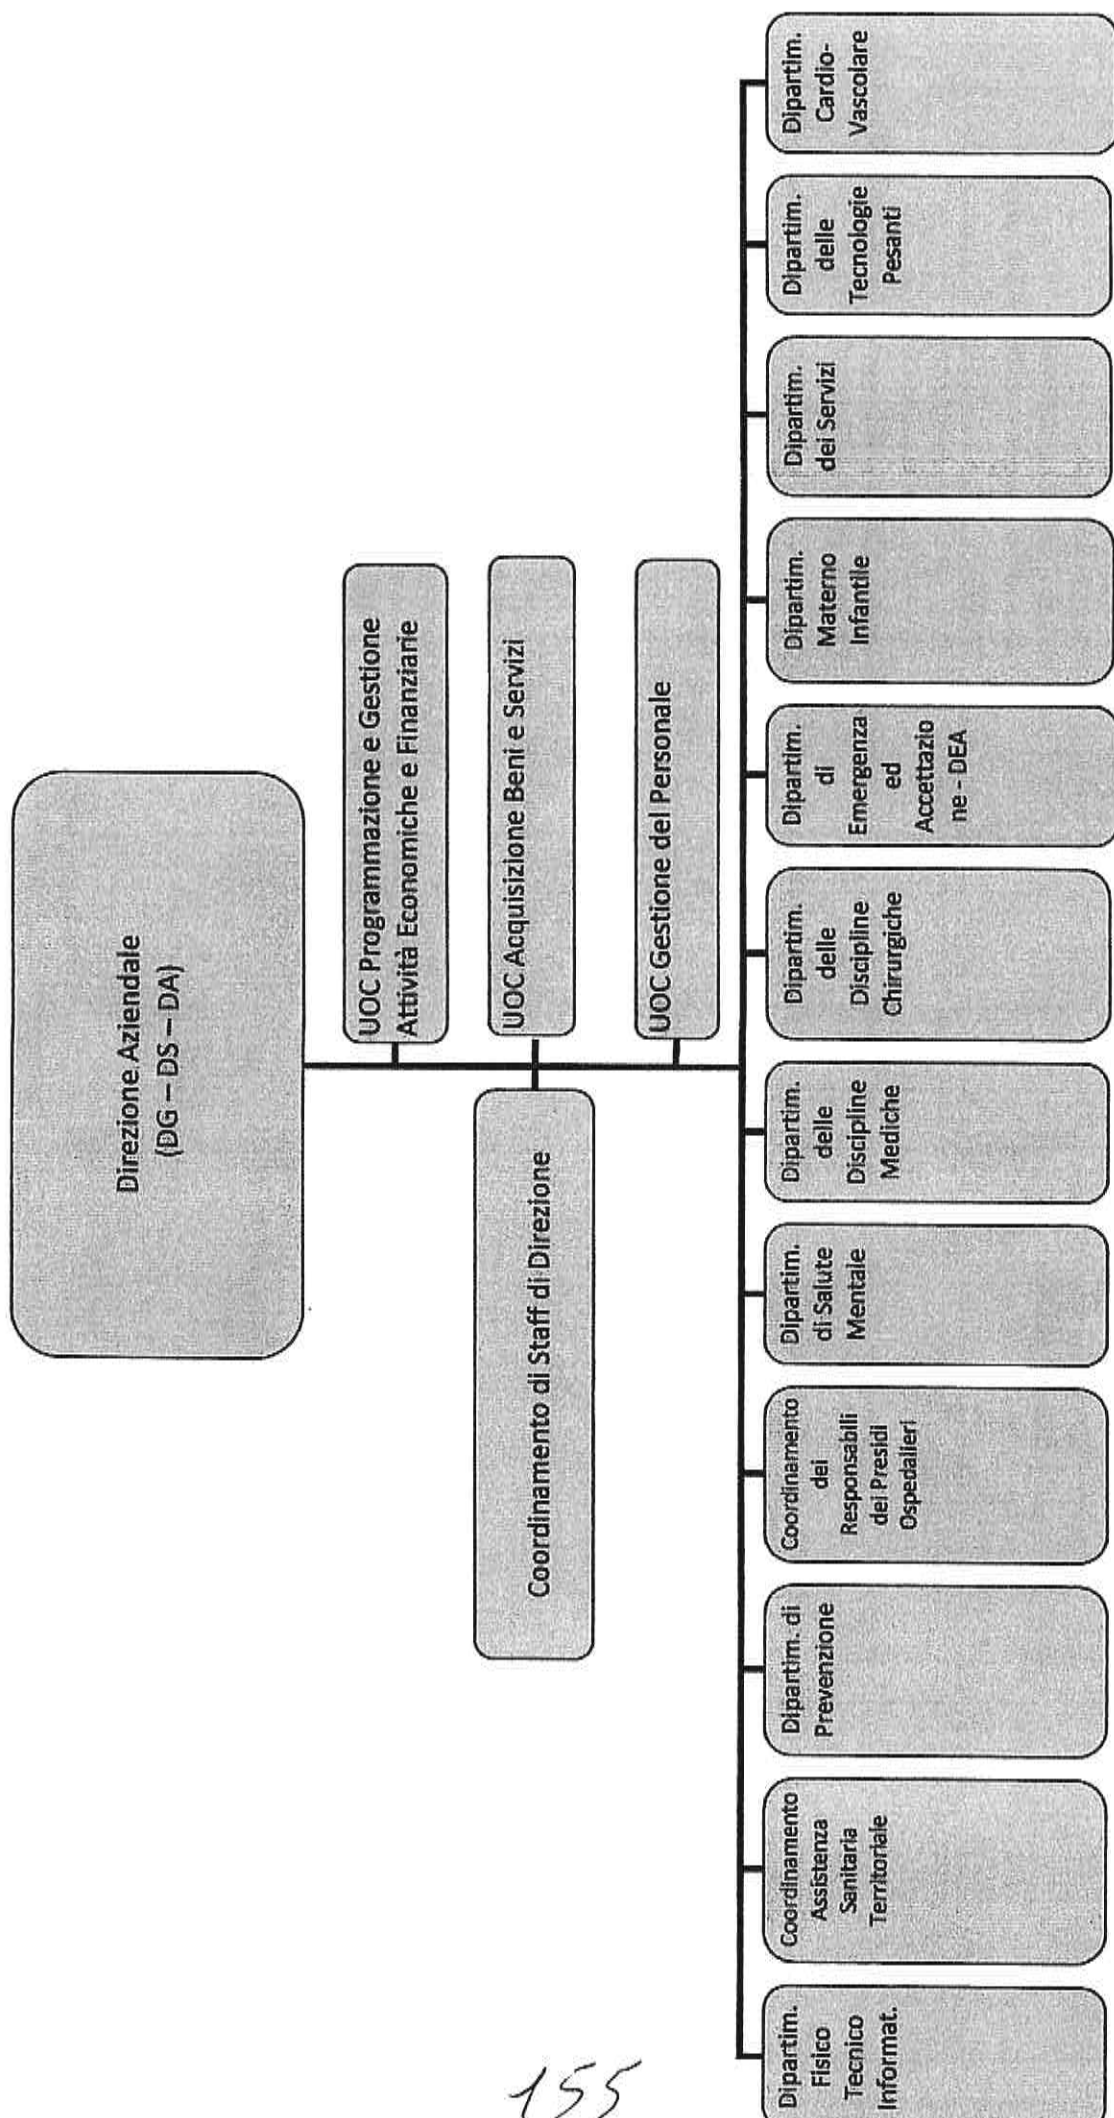 Direzione Aziendale
(DG – DS – DA)
UOC Programmazione e Gestione
Attività Economiche e Finanziarie
UOC Acquisizione Beni e Servizi
Coordinamento di Staff di Direzione
UOC Gestione del Personale
Dipartim.
Fisico
Tecnico
Informat.
Coordinamento
Assistenza
Sanitaria
Territoriale
Dipartim. di
Prevenzione
Coordinamento
dei
Responsabili
dei Presidi
Ospedalieri
Dipartim.
di Salute
Mentale
Dipartim.
delle
Discipline
Mediche
Dipartim.
delle
Discipline
Chirurgiche
Dipartim.
di
Emergenza
ed
Accettazio
ne - DEA
Dipartim.
Materno
Infantile
Dipartim.
dei Servizi
Dipartim.
delle
Tecnologie
Pesanti
Dipartim.
Cardio-
Vascolare
155